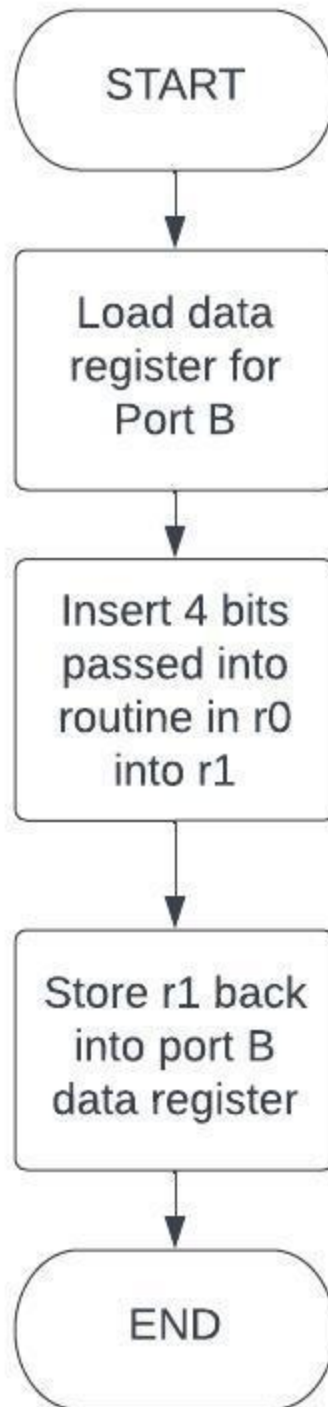 START
Load data
register for
Port B
Insert 4 bits
passed into
routine in r0
into r1
Store r1 back
into port B
data register
END